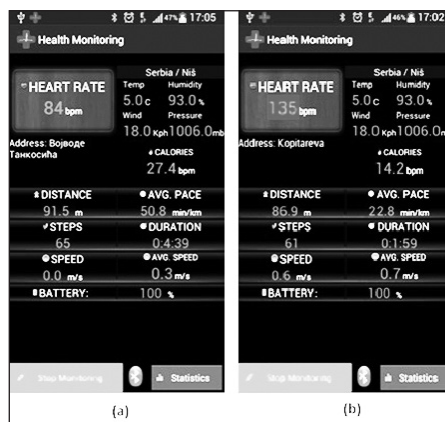 47% 17:05
Health Monitoring
Serbia / Niš
HEART RATE
84 bpm
Temp Humidity
5.0 c 93.0 %
Wind Pressure
18.0 Kph 1006.0 mb
Address: Војводе
Танкосића
CALORIES
27.4 bpm
DISTANCE AVG. PACE
91.5 m 50.8 min/km
STEPS DURATION
65 0:4:39
SPEED AVG. SPEED
0.0 m/s 0.3 m/s
BATTERY: 100 %
Stop Monitoring Statistics
(a)
46% 17:02
Health Monitoring
Serbia / Niš
HEART RATE
135 bpm
Temp Humidity
5.0 c 93.0 %
Wind Pressure
18.0 Kph 1006.0 mb
Address: Kopitareva
CALORIES
14.2 bpm
DISTANCE AVG. PACE
86.9 m 22.8 min/km
STEPS DURATION
61 0:1:59
SPEED AVG. SPEED
0.6 m/s 0.7 m/s
BATTERY: 100 %
Stop Monitoring Statistics
(b)